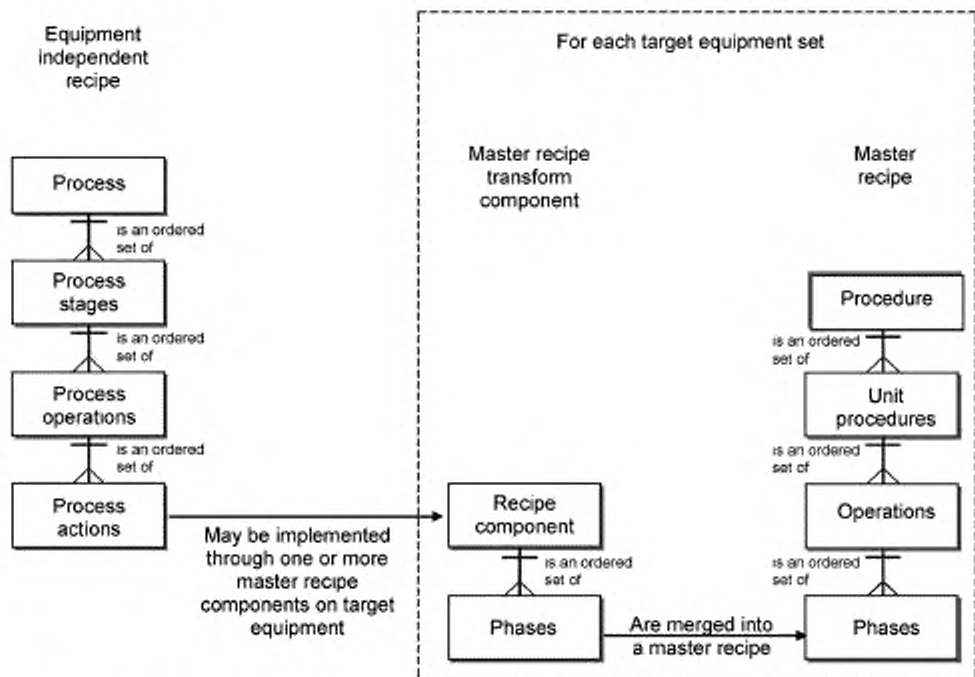 Equipment
independent
recipe
Process
is an ordered
set of
Process
stages
is an ordered
set of
Process
operations
is an ordered
set of
Process
actions
May be implemented
through one or more
master recipe
components on target
equipment
For each target equipment set
Master recipe
transform
component
Recipe
component
is an ordered
set of
Phases
Are merged into
a master recipe
Master
recipe
Procedure
is an ordered
set of
Unit
procedures
is an ordered
set of
Operations
is an ordered
set of
Phases